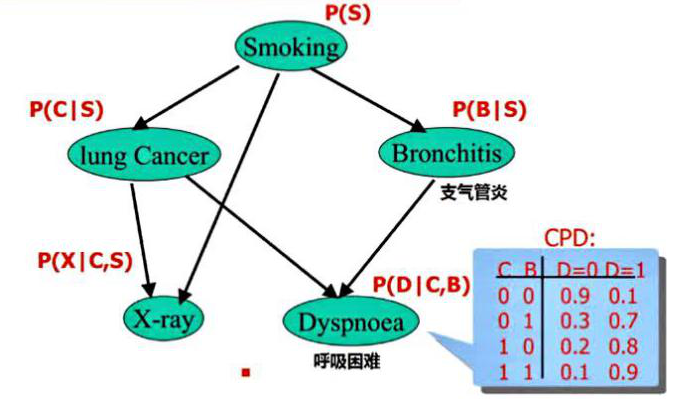 P(S)
Smoking
P(C|S)
P(B|S)
lung Cancer
Bronchitis
支气管炎
P(X|C,S)
P(D|C,B)
X-ray
Dyspnoea
呼吸困难
CPD:
C B D=0 D=1
0 0 0.9 0.1
0 1 0.3 0.7
1 0 0.2 0.8
1 1 0.1 0.9